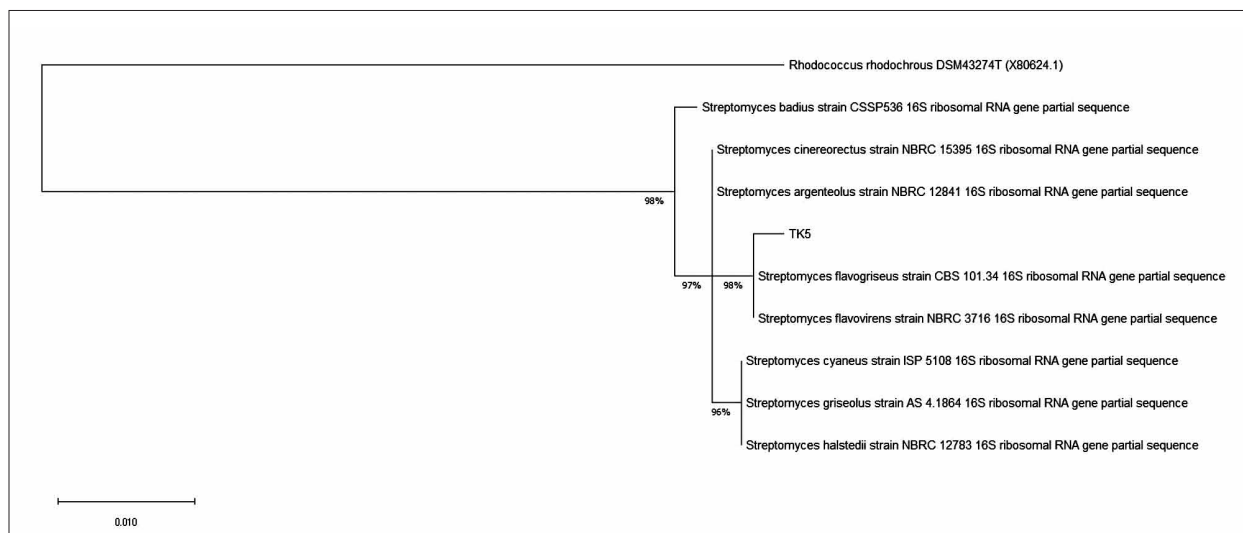 Rhodococcus rhodochrous DSM43274T (X80624.1)
Streptomyces badius strain CSSP536 16S ribosomal RNA gene partial sequence
Streptomyces cinereorectus strain NBRC 15395 16S ribosomal RNA gene partial sequence
Streptomyces argenteolus strain NBRC 12841 16S ribosomal RNA gene partial sequence
98%
TK5
Streptomyces flavogriseus strain CBS 101.34 16S ribosomal RNA gene partial sequence
97%
98%
Streptomyces flavovirens strain NBRC 3716 16S ribosomal RNA gene partial sequence
Streptomyces cyaneus strain ISP 5108 16S ribosomal RNA gene partial sequence
Streptomyces griseolus strain AS 4.1864 16S ribosomal RNA gene partial sequence
96%
Streptomyces halstedii strain NBRC 12783 16S ribosomal RNA gene partial sequence
0.010